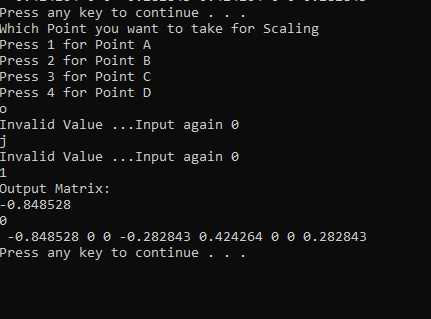 Press any key to continue . . .
Which Point you want to take for Scaling
Press 1 for Point A
Press 2 for Point B
Press 3 for Point C
Press 4 for Point D
o
Invalid Value ...Input again 0
j
Invalid Value ...Input again 0
1
Output Matrix:
-0.848528
0
-0.848528 0 0 -0.282843 0.424264 0 0 0.282843
Press any key to continue . . .